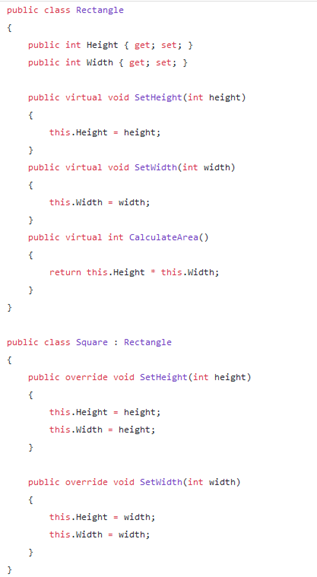 public class Rectangle
{
public int Height { get; set; }
public int Width { get; set; }
public virtual void SetHeight(int height)
{
this.Height = height;
}
public virtual void SetWidth(int width)
{
this.Width = width;
}
public virtual int CalculateArea()
{
return this.Height * this.Width;
}
}
public class Square : Rectangle
{
public override void SetHeight(int height)
{
this.Height = height;
this.Width = height;
}
public override void SetWidth(int width)
{
this.Height = width;
this.Width = width;
}
}